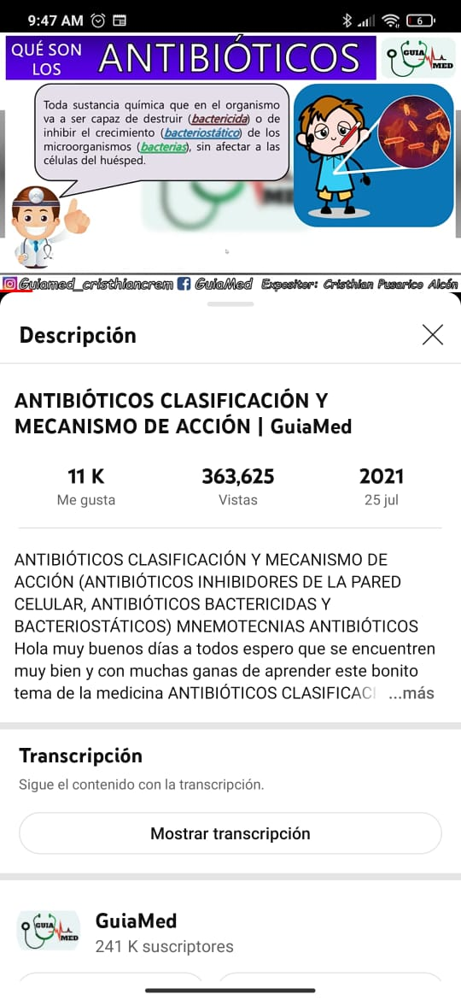 9:47 AM
6
QUÉ SON
LOS
ANTIBIÓTICOS
GUIA
MED
Toda sustancia química que en el organismo
va a ser capaz de destruir (bactericida) o de
inhibir el crecimiento (bacteriostático) de los
microorganismos (bacterias), sin afectar a las
células del huésped.
Guiamed_cristhiancrem GuiaMed Expositor: Cristhian Pusarico Alcón
Descripción
ANTIBIÓTICOS CLASIFICACIÓN Y
MECANISMO DE ACCIÓN | GuiaMed
11 K
Me gusta
363,625
Vistas
2021
25 jul
ANTIBIÓTICOS CLASIFICACIÓN Y MECANISMO DE
ACCIÓN (ANTIBIÓTICOS INHIBIDORES DE LA PARED
CELULAR, ANTIBIÓTICOS BACTERICIDAS Y
BACTERIOSTÁTICOS) MNEMOTECNIAS ANTIBIÓTICOS
Hola muy buenos días a todos espero que se encuentren
muy bien y con muchas ganas de aprender este bonito
tema de la medicina ANTIBIÓTICOS CLASIFICACI ...más
Transcripción
Sigue el contenido con la transcripción.
Mostrar transcripción
GUIA
MED
GuiaMed
241 K suscriptores